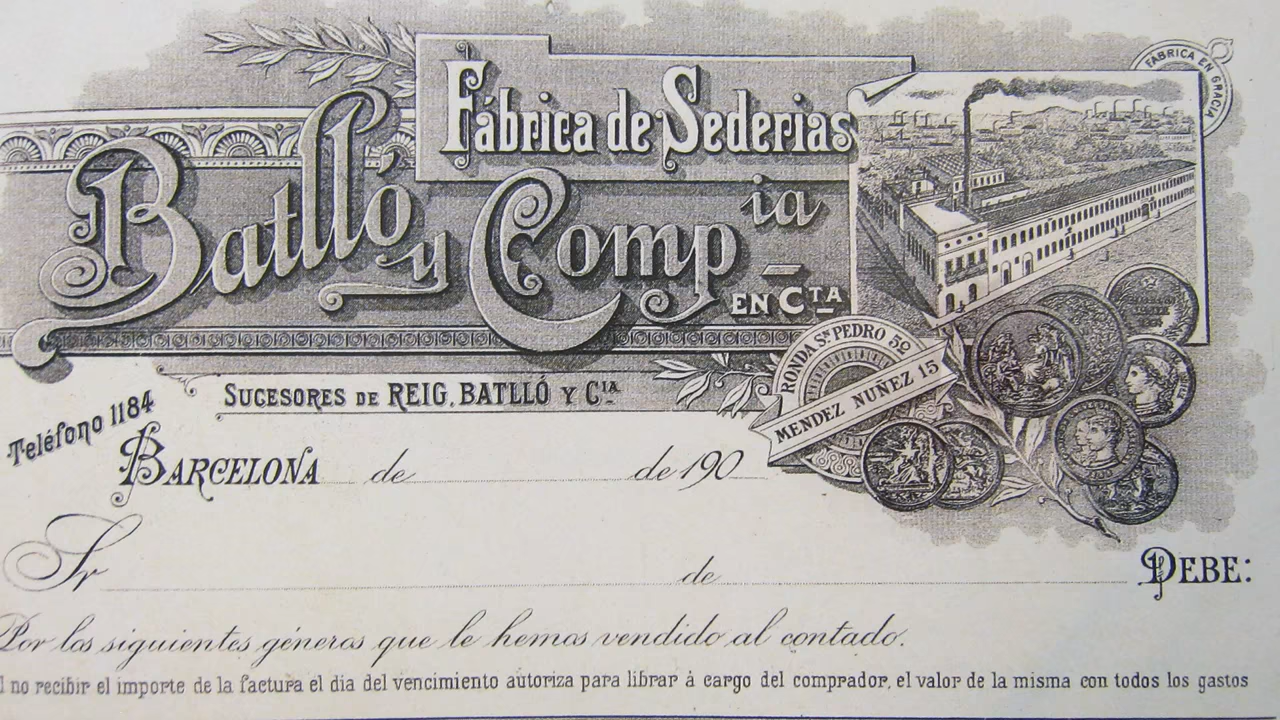 Fábrica de Sederias
FÁBRICA EN GRACIA
Batlló y Comp ia
EN CTA
RONDA Sn PEDRO 52
MENDEZ NUÑEZ 15
SUCESORES DE REIG, BATLLÓ Y CIA
Teléfono 1184
BARCELONA de de 190
Sr de DEBE:
Por los siguientes géneros que le hemos vendido al contado.
l no recibir el importe de la factura el dia del vencimiento autoriza para librar á cargo del comprador, el valor de la misma con todos los gastos